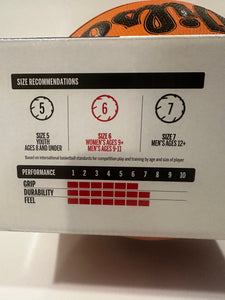 SIZE RECOMMENDATIONS
5 6 7
SIZE 5 SIZE 6 SIZE 7
YOUTH WOMEN'S AGES 9+ MEN'S AGES 12+
AGES 8 AND UNDER MEN'S AGES 9-11
Based on international basketball standards for competition play and training by age and size of player
PERFORMANCE 1 2 3 4 5 6 7 8 9 10
GRIP
DURABILITY
FEEL